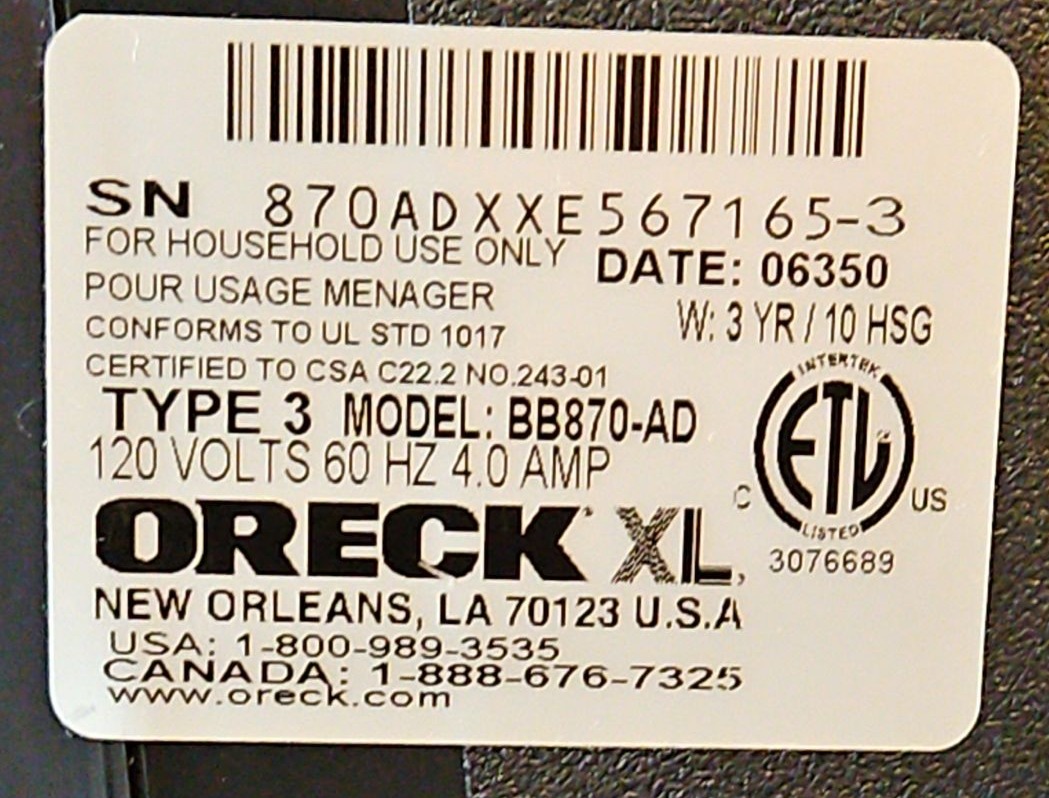 SN 870ADXXE567165-3
FOR HOUSEHOLD USE ONLY
DATE: 06350
POUR USAGE MENAGER
W: 3 YR / 10 HSG
CONFORMS TO UL STD 1017
CERTIFIED TO CSA C22.2 NO.243-01
TYPE 3 MODEL: BB870-AD
120 VOLTS 60 HZ 4.0 AMP
INTERTEK
ETL
C US
LISTED
3076689
ORECK XL,
NEW ORLEANS, LA 70123 U.S.A
USA: 1-800-989-3535
CANADA: 1-888-676-7325
www.oreck.com